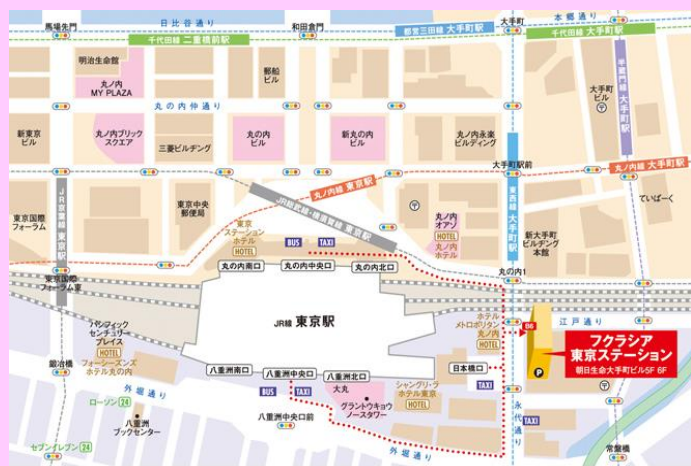 日比谷通り
本郷通り
馬場先門
和田倉門
大手町
都営三田線 大手町駅
千代田線 二重橋前駅
千代田線 大手町駅
明治生命館
丸ノ内
MY PLAZA
郵船
ビル
大手町
ビル
半蔵門線 大手町駅
丸の内仲通り
新東京
ビル
丸の内ブリック
スクエア
三菱ビルヂング
丸の内
ビル
新丸の内
ビル
丸ノ内永楽
ビルディング
大手町駅前
丸ノ内線 大手町駅
丸ノ内線 東京駅
JR京葉線 東京駅
JR総武線・横須賀線 東京駅
東西線 大手町駅
東京国際
フォーラム
東京中央
郵便局
東京
ステーション
ホテル
HOTEL
BUS
TAXI
丸の内
オアゾ
HOTEL
丸ノ内
ホテル
新大手町
ビルヂング
本館
ていぱーく
丸の内南口
丸の内中央口
丸の内北口
丸の内1
東京国際
フォーラム東
JR線 東京駅
ホテル
メトロポリタン
丸ノ内
HOTEL
B6
江戸通り
フクラシア
東京ステーション
朝日生命大手町ビル5F 6F
P
パシフィック
センチュリー
プレイス
HOTEL
フォーシーズンズ
ホテル丸の内
鍛冶橋
八重洲南口
八重洲中央口
八重洲北口
日本橋口
TAXI
外堀通り
BUS
TAXI
大丸
グラントウキョウ
ノースタワー
シャングリ・ラ
ホテル東京
HOTEL
TAXI
ローソン24
八重洲
ブックセンター
八重洲中央口前
永代通り
セブンイレブン24
外堀通り
常盤橋